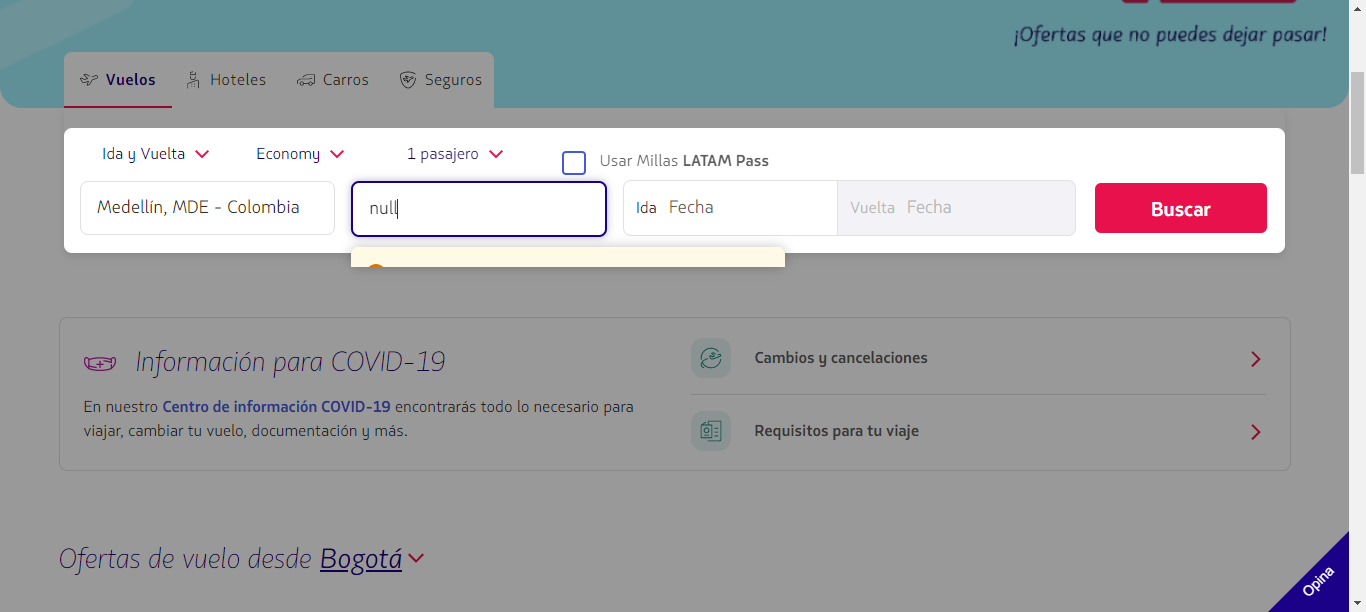 ¡Ofertas que no puedes dejar pasar!
Vuelos
Hoteles
Carros
Seguros
Ida y Vuelta
Economy
1 pasajero
Usar Millas LATAM Pass
Medellín, MDE - Colombia
null
Ida Fecha
Vuelta Fecha
Buscar
Información para COVID-19
En nuestro Centro de información COVID-19 encontrarás todo lo necesario para
viajar, cambiar tu vuelo, documentación y más.
Cambios y cancelaciones
Requisitos para tu viaje
Ofertas de vuelo desde Bogotá
Opina